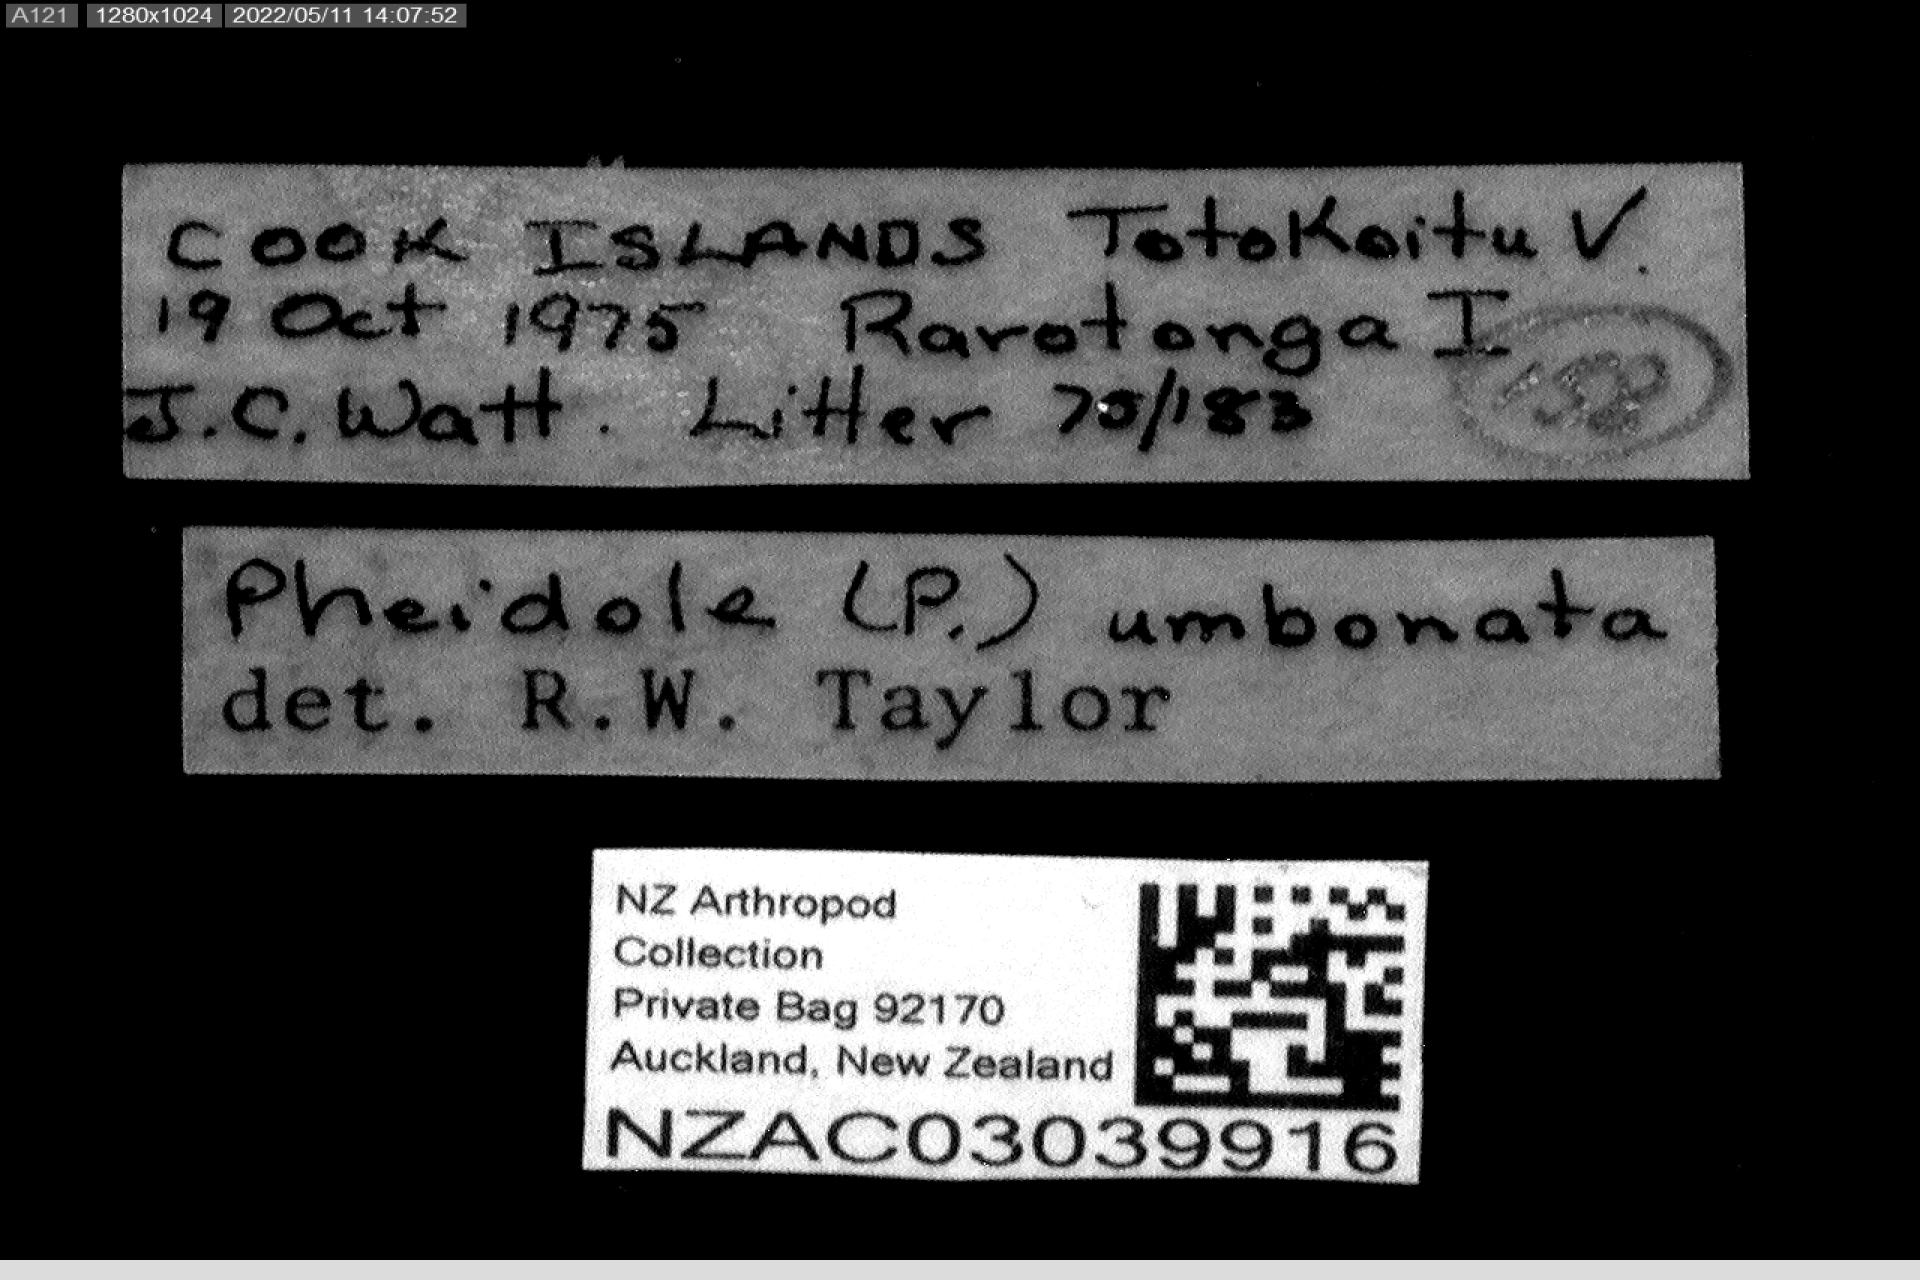 A121 1280x1024 2022/05/11 14:07:52
COOK ISLANDS Totokoitu V.
19 Oct 1975 Rarotonga I
J.C. Watt. Litter 75/183
Pheidole (P.) umbonata
det. R.W. Taylor
NZ Arthropod
Collection
Private Bag 92170
Auckland, New Zealand
NZAC03039916